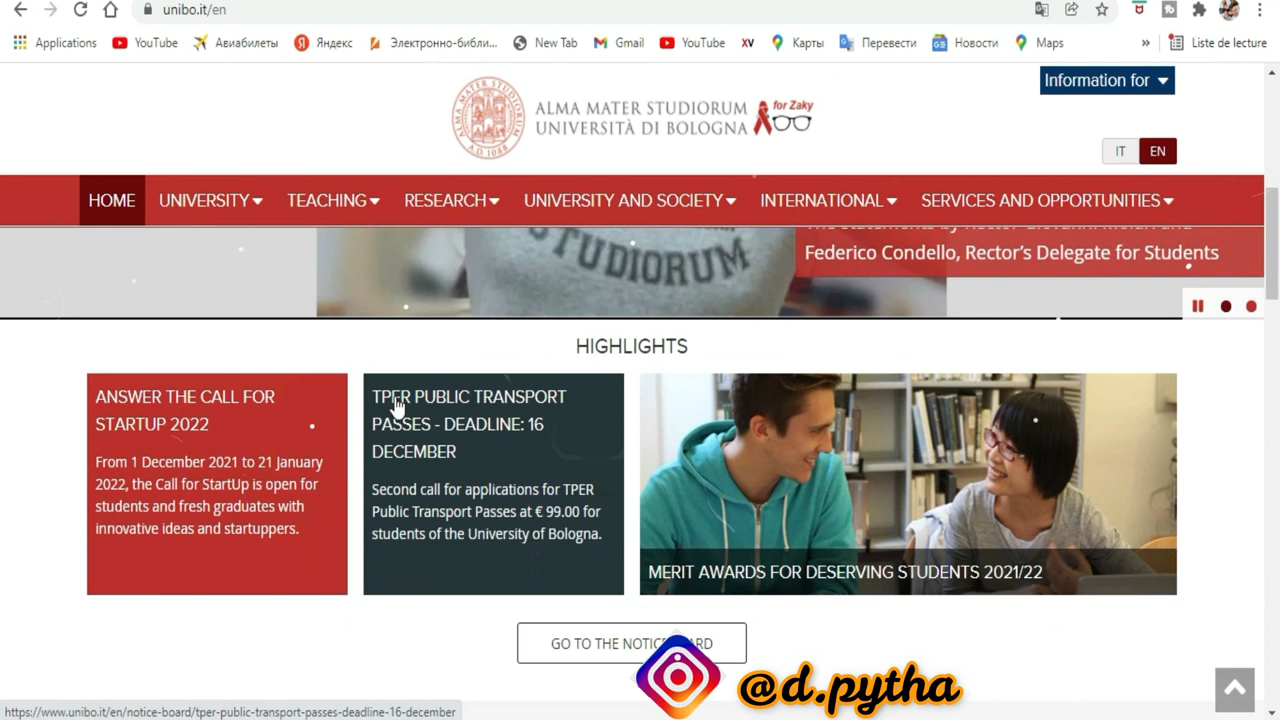 unibo.it/en
Applications
YouTube
Авиабилеты
Яндекс
Электронно-библи...
New Tab
Gmail
YouTube
XV
Карты
Перевести
Новости
Maps
»
Liste de lecture
Information for
ALMA MATER STUDIORUM
UNIVERSITÀ DI BOLOGNA
for Zaky
IT
EN
HOME
UNIVERSITY
TEACHING
RESEARCH
UNIVERSITY AND SOCIETY
INTERNATIONAL
SERVICES AND OPPORTUNITIES
TUDIORUM
Federico Condello, Rector's Delegate for Students
HIGHLIGHTS
ANSWER THE CALL FOR
STARTUP 2022
From 1 December 2021 to 21 January
2022, the Call for StartUp is open for
students and fresh graduates with
innovative ideas and startuppers.
TPER PUBLIC TRANSPORT
PASSES - DEADLINE: 16
DECEMBER
Second call for applications for TPER
Public Transport Passes at € 99.00 for
students of the University of Bologna.
MERIT AWARDS FOR DESERVING STUDENTS 2021/22
GO TO THE NOTICE BOARD
@d.pytha
https://www.unibo.it/en/notice-board/tper-public-transport-passes-deadline-16-december